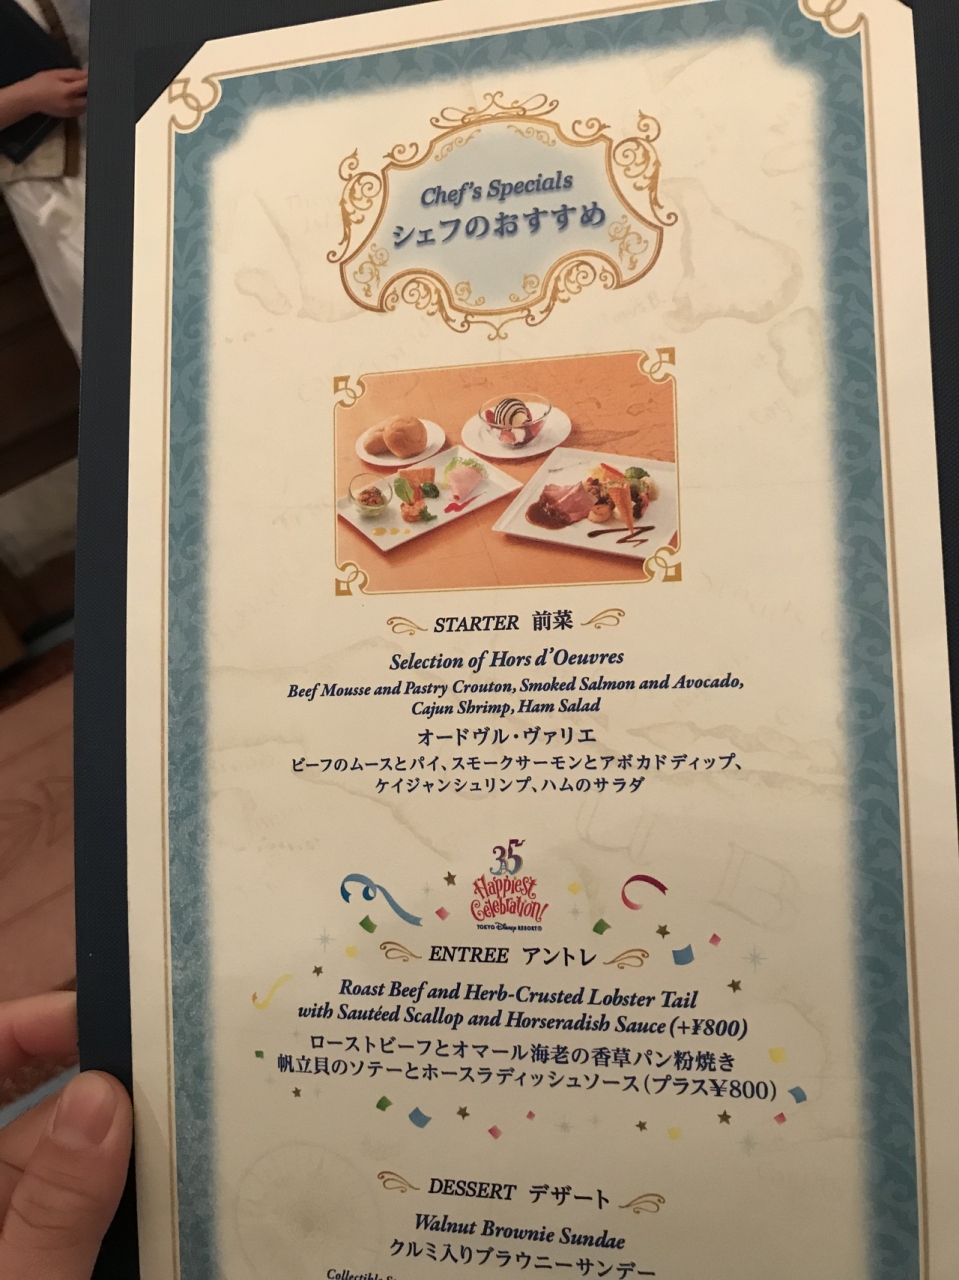 Chef's Specials
シェフのおすすめ
STARTER 前菜
Selection of Hors d'Oeuvres
Beef Mousse and Pastry Crouton, Smoked Salmon and Avocado,
Cajun Shrimp, Ham Salad
オードヴル・ヴァリエ
ビーフのムースとパイ、スモークサーモンとアボカドディップ、
ケイジャンシュリンプ、ハムのサラダ
35
Happiest
Celebration!
TOKYO Disney RESORT®
ENTREE アントレ
Roast Beef and Herb-Crusted Lobster Tail
with Sautéed Scallop and Horseradish Sauce (+¥800)
ローストビーフとオマール海老の香草パン粉焼き
帆立貝のソテーとホースラディッシュソース(プラス¥800)
DESSERT デザート
Walnut Brownie Sundae
クルミ入りブラウニーサンデー
Collectible